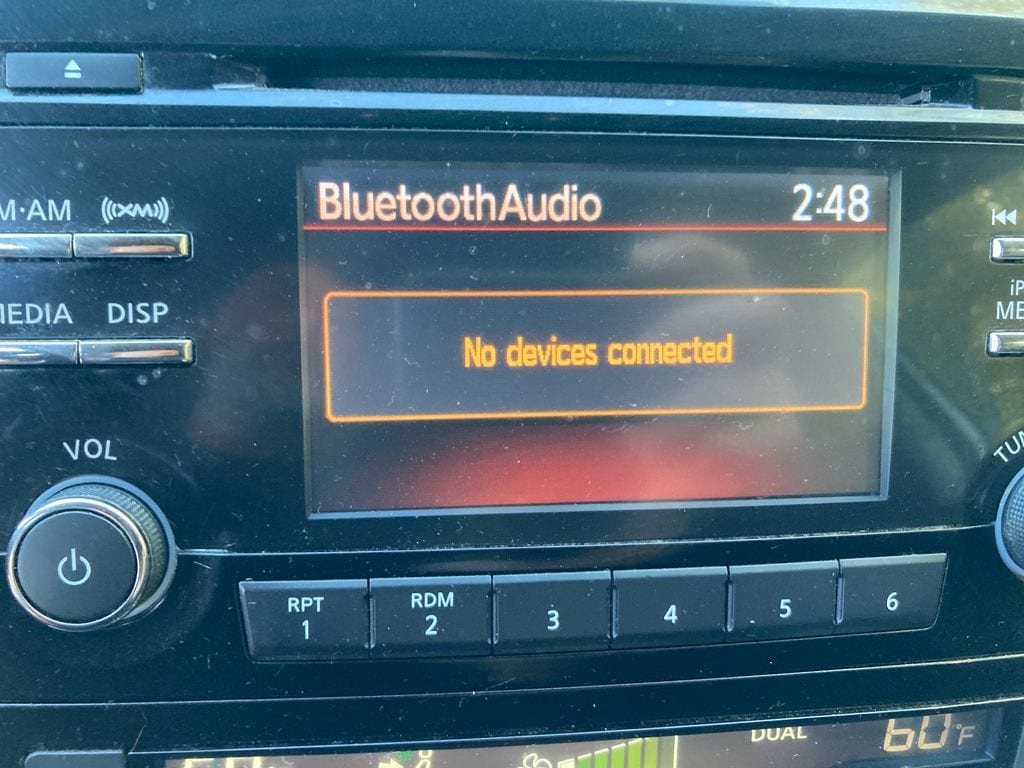 M·AM
((XM))
BluetoothAudio 2:48
MEDIA
DISP
No devices connected
VOL
RPT
1
RDM
2
3
4
5
6
DUAL
60°F